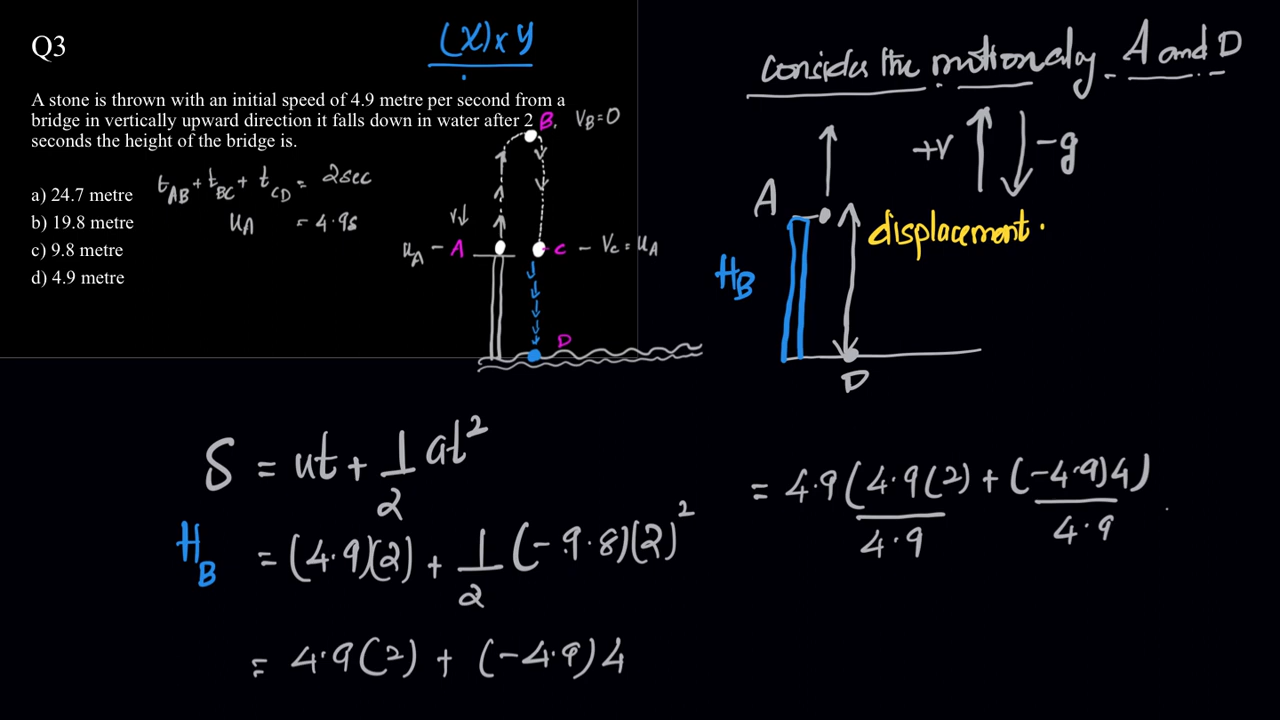 (x) x y
Q3
A stone is thrown with an initial speed of 4.9 metre per second from a
bridge in vertically upward direction it falls down in water after 2
seconds the height of the bridge is.
a) 24.7 metre
b) 19.8 metre
c) 9.8 metre
d) 4.9 metre
t_AB + t_BC + t_CD = 2sec
u_A = 4.9s
B. V_B = 0
v↓
u_A - A
C - V_C = u_A
D
Consider the motion only A and D
+v -g
A
displacement.
H_B
D
S = ut + 1/2 at²
H_B = (4.9)(2) + 1/2 (-9.8)(2)²
= 4.9(2) + (-4.9)4
= 4.9(4.9(2)/4.9 + (-4.9)4/4.9)